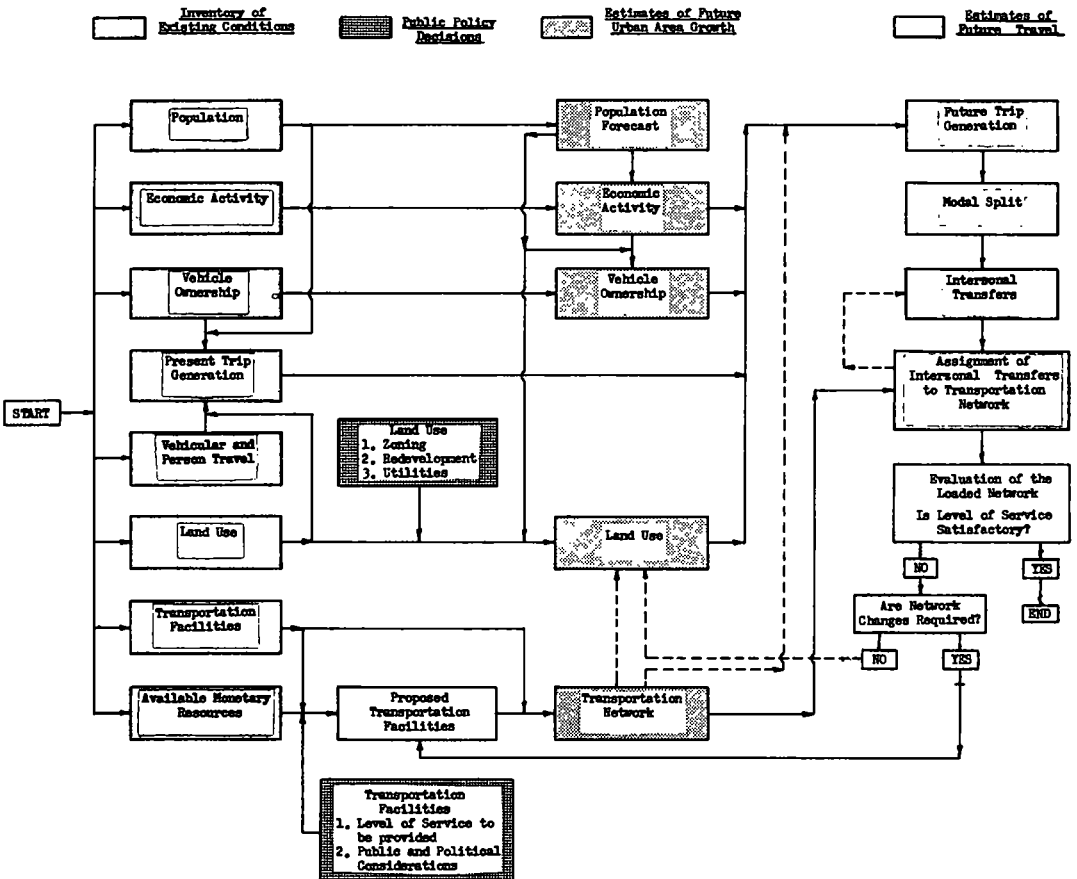 Inventory of
Existing Conditions
Public Policy
Decisions
Estimates of Future
Urban Area Growth
Estimates of
Future Travel
Population
Population
Forecast
Future Trip
Generation
Economic Activity
Economic
Activity
Modal Split
Vehicle
Ownership
Vehicle
Ownership
Interzonal
Transfers
Present Trip
Generation
Assignment of
Interzonal Transfers
to Transportation
Network
START
Vehicular and
Person Travel
Land Use
1. Zoning
2. Redevelopment
3. Utilities
Evaluation of the
Loaded Network
Is Level of Service
Satisfactory?
Land Use
Land Use
NO
YES
Transportation
Facilities
Are Network
Changes Required?
END
NO
YES
Available Monetary
Resources
Proposed
Transportation
Facilities
Transportation
Network
Transportation
Facilities
1. Level of Service to
be provided
2. Public and Political
Considerations